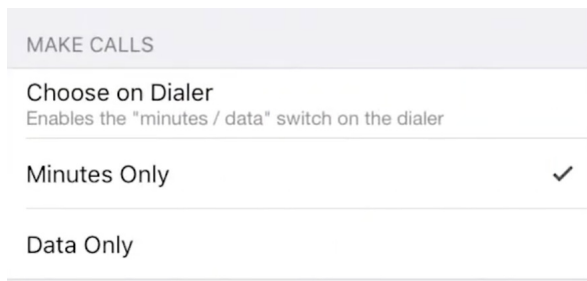 MAKE CALLS
Choose on Dialer
Enables the "minutes / data" switch on the dialer
Minutes Only
Data Only